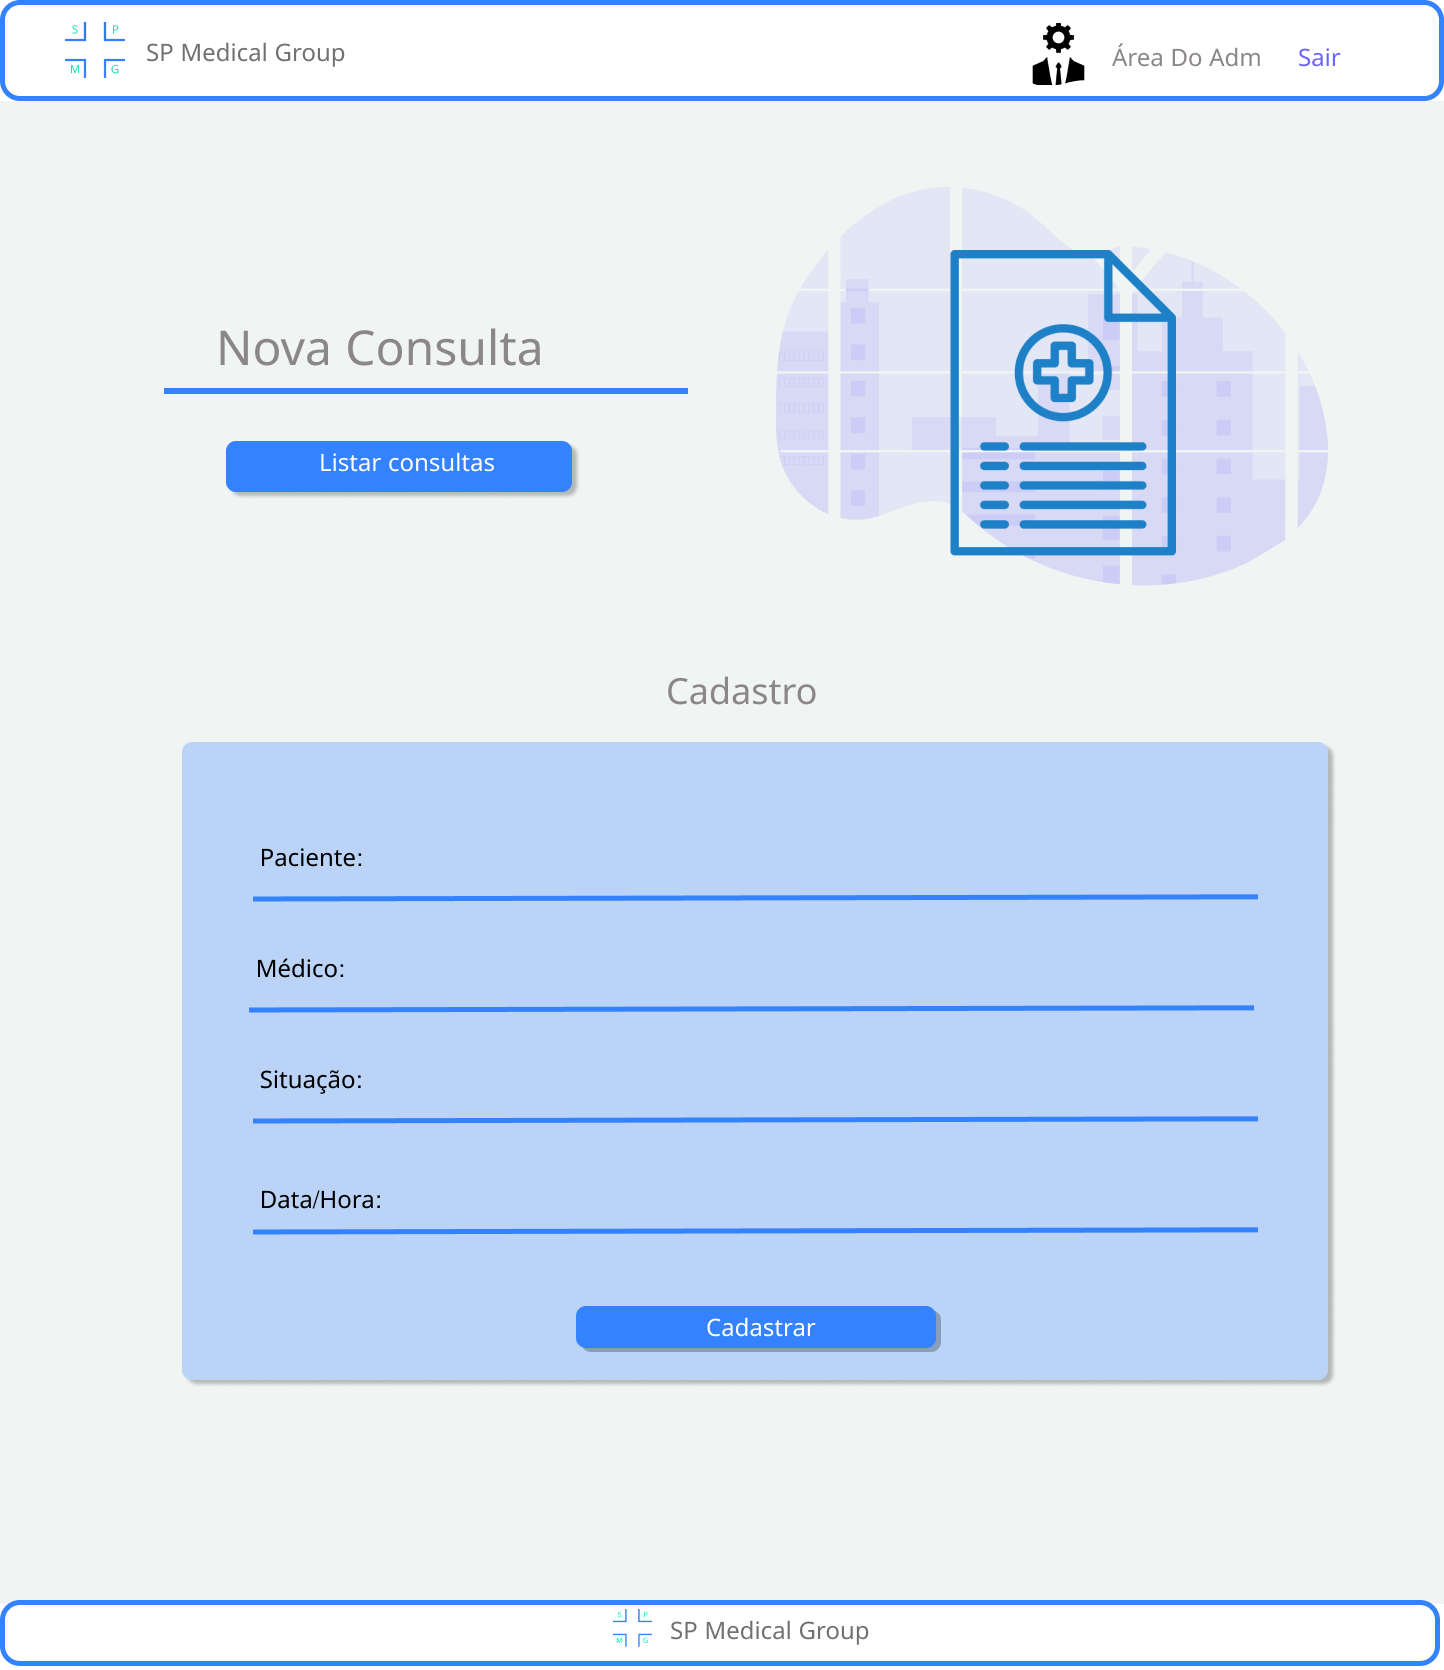 S P
M G
SP Medical Group
Área Do Adm
Sair
Nova Consulta
Listar consultas
Cadastro
Paciente:
Médico:
Situação:
Data/Hora:
Cadastrar
S P
M G
SP Medical Group